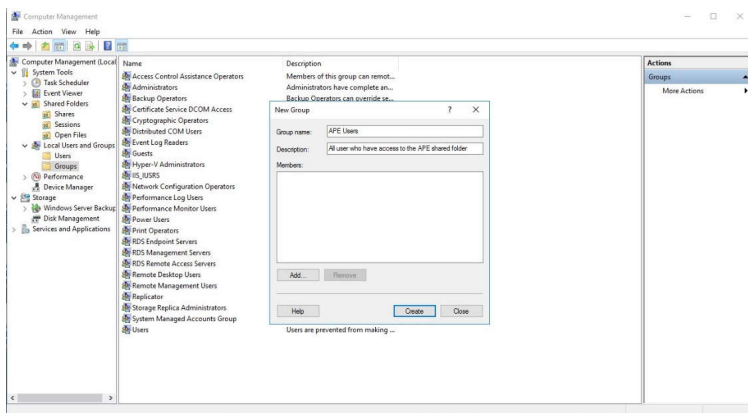 Computer Management
File Action View Help
Computer Management (Local
System Tools
Task Scheduler
Event Viewer
Shared Folders
Shares
Sessions
Open Files
Local Users and Groups
Users
Groups
Performance
Device Manager
Storage
Windows Server Backup
Disk Management
Services and Applications
Name Description
Access Control Assistance Operators Members of this group can remot...
Administrators Administrators have complete an...
Backup Operators Backup Operators can override se...
Certificate Service DCOM Access
Cryptographic Operators
Distributed COM Users
Event Log Readers
Guests
Hyper-V Administrators
IIS_IUSRS
Network Configuration Operators
Performance Log Users
Performance Monitor Users
Power Users
Print Operators
RDS Endpoint Servers
RDS Management Servers
RDS Remote Access Servers
Remote Desktop Users
Remote Management Users
Replicator
Storage Replica Administrators
System Managed Accounts Group
Users Users are prevented from making ...
New Group ? X
Group name: APE Users
Description: All user who have access to the APE shared folder
Members:
Add... Remove
Help Create Close
Actions
Groups
More Actions